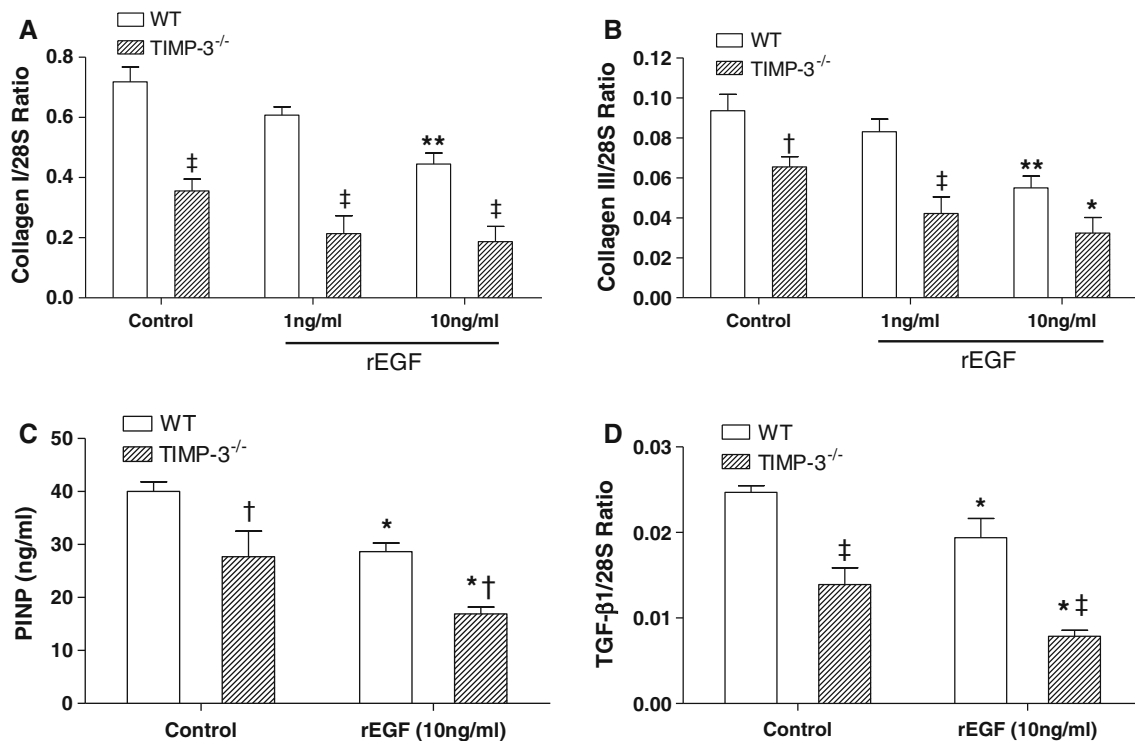 A
WT
TIMP-3-/-
Collagen I/28S Ratio
0.8
0.6
0.4
0.2
0.0
‡
‡
**
‡
Control
1ng/ml
10ng/ml
rEGF
B
WT
TIMP-3-/-
Collagen III/28S Ratio
0.12
0.10
0.08
0.06
0.04
0.02
0.00
†
‡
**
*
Control
1ng/ml
10ng/ml
rEGF
C
WT
TIMP-3-/-
PINP (ng/ml)
50
40
30
20
10
0
†
*
*†
Control
rEGF (10ng/ml)
D
WT
TIMP-3-/-
TGF-β1/28S Ratio
0.03
0.02
0.01
0.00
‡
*
*‡
Control
rEGF (10ng/ml)